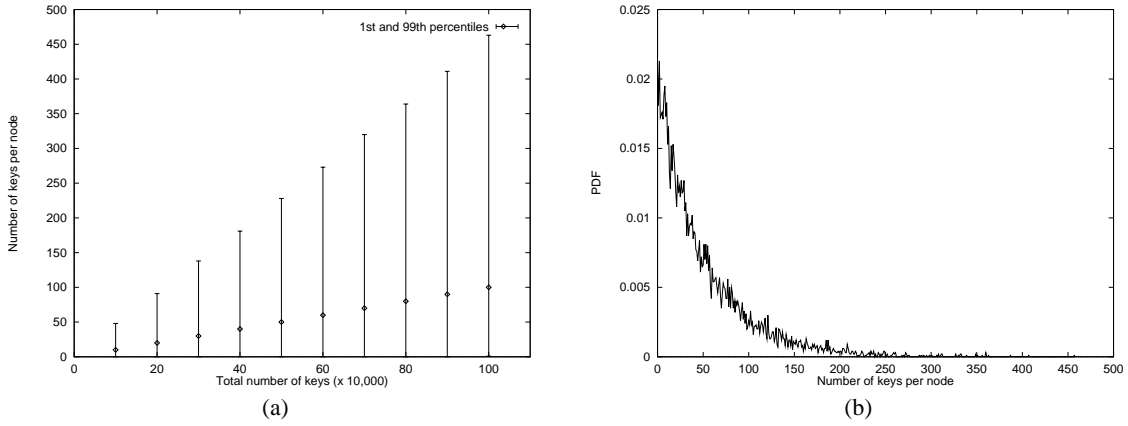 500
450
400
350
300
250
200
150
100
50
0
Number of keys per node
1st and 99th percentiles
0 20 40 60 80 100
Total number of keys (x 10,000)
(a)
0.025
0.02
0.015
0.01
0.005
0
PDF
0 50 100 150 200 250 300 350 400 450 500
Number of keys per node
(b)